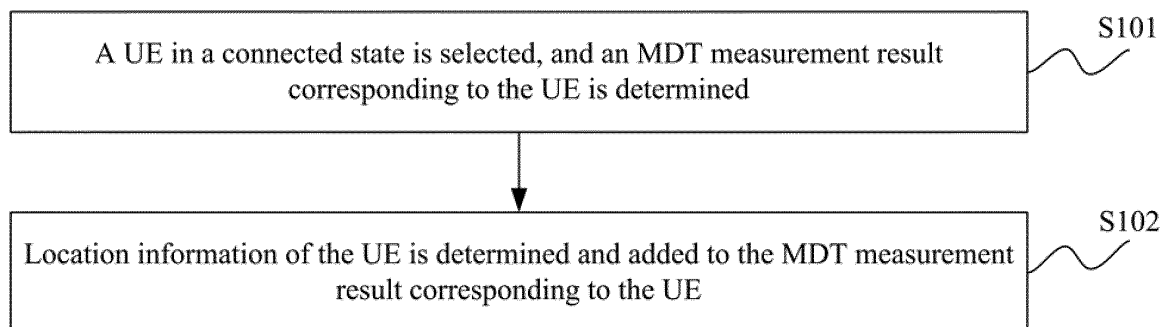 S101
A UE in a connected state is selected, and an MDT measurement result
corresponding to the UE is determined
S102
Location information of the UE is determined and added to the MDT measurement
result corresponding to the UE